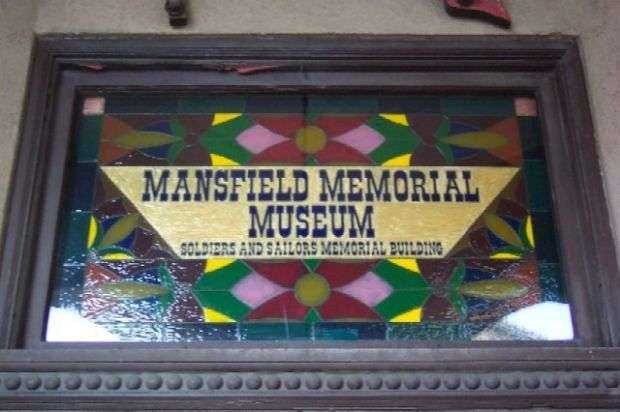 MANSFIELD MEMORIAL
MUSEUM
SOLDIERS AND SAILORS MEMORIAL BUILDING